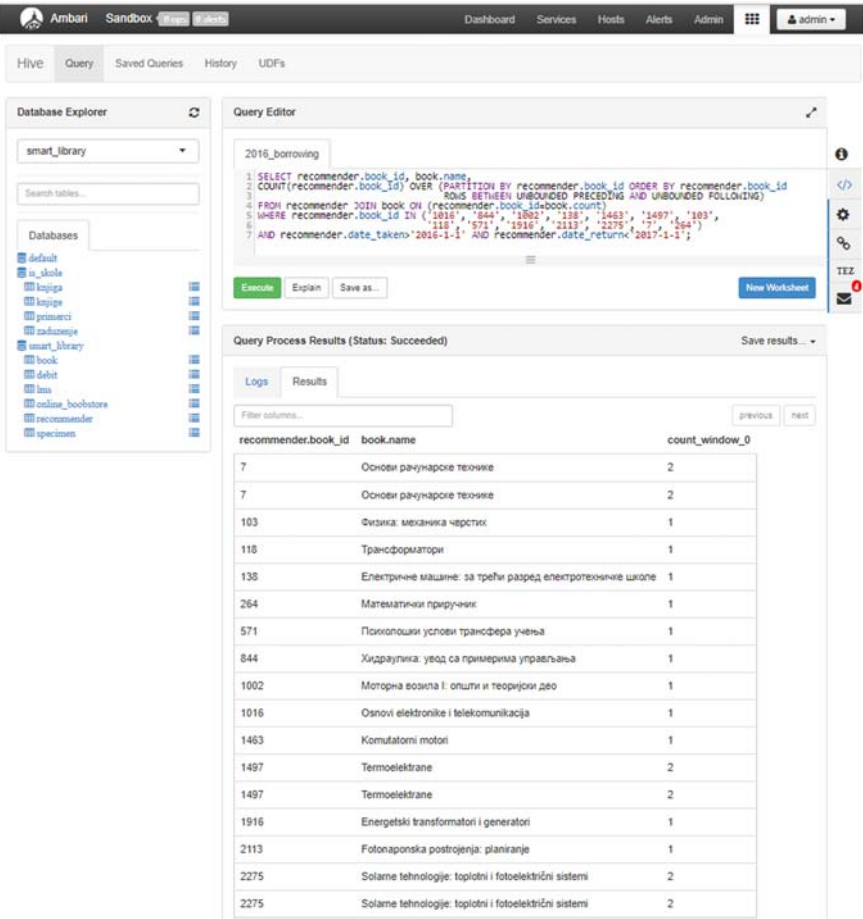 Ambari Sandbox 0 ops 0 alerts Dashboard Services Hosts Alerts Admin admin
Hive Query Saved Queries History UDFs
Database Explorer
smart_library
Search tables...
Databases
default
is_skole
knjiga
knjige
primerci
zaduzenje
smart_library
book
debit
lms
online_boobstore
recommender
specimen
Query Editor
2016_borrowing
1 SELECT recommender.book_id, book.name,
2 COUNT(recommender.book_id) OVER (PARTITION BY recommender.book_id ORDER BY recommender.book_id
3 ROWS BETWEEN UNBOUNDED PRECEDING AND UNBOUNDED FOLLOWING)
4 FROM recommender JOIN book ON (recommender.book_id=book.count)
5 WHERE recommender.book_id IN ('1016', '844', '1002', '138', '1463', '1497', '103',
6 '118', '571', '1916', '2113', '2275', '7', '264')
7 AND recommender.date_taken>'2016-1-1' AND recommender.date_return<'2017-1-1';
Execute Explain Save as... New Worksheet
TEZ
4
Query Process Results (Status: Succeeded) Save results...
Logs Results
Filter columns... previous next
recommender.book_id book.name count_window_0
7 Основи рачунарске технике 2
7 Основи рачунарске технике 2
103 Физика: механика чврстих 1
118 Трансформатори 1
138 Електричне машине: за трећи разред електротехничке школе 1
264 Математички приручник 1
571 Психолошки услови трансфера учења 1
844 Хидраулика: увод са примерима управљања 1
1002 Моторна возила I: општи и теоријски део 1
1016 Osnovi elektronike i telekomunikacija 1
1463 Komutatorni motori 1
1497 Termoelektrane 2
1497 Termoelektrane 2
1916 Energetski transformatori i generatori 1
2113 Fotonaponska postrojenja: planiranje 1
2275 Solarne tehnologije: toplotni i fotoelektrični sistemi 2
2275 Solarne tehnologije: toplotni i fotoelektrični sistemi 2